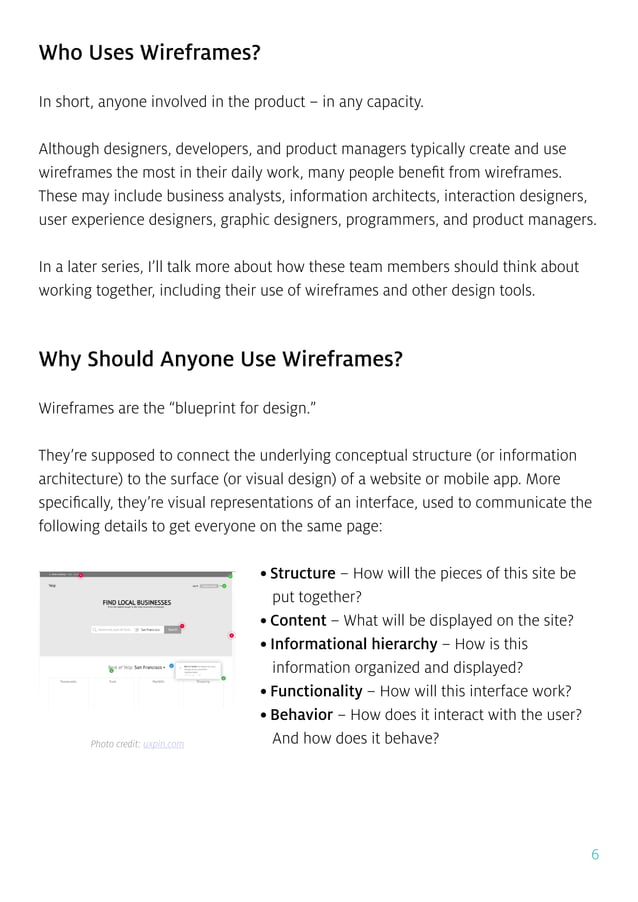 Who Uses Wireframes?
In short, anyone involved in the product – in any capacity.
Although designers, developers, and product managers typically create and use
wireframes the most in their daily work, many people benefit from wireframes.
These may include business analysts, information architects, interaction designers,
user experience designers, graphic designers, programmers, and product managers.
In a later series, I’ll talk more about how these team members should think about
working together, including their use of wireframes and other design tools.
Why Should Anyone Use Wireframes?
Wireframes are the “blueprint for design.”
They’re supposed to connect the underlying conceptual structure (or information
architecture) to the surface (or visual design) of a website or mobile app. More
specifically, they’re visual representations of an interface, used to communicate the
following details to get everyone on the same page:
FIND LOCAL BUSINESSES
San Francisco
Best of Yelp: San Francisco
Photo credit: uxpin.com
• Structure – How will the pieces of this site be
put together?
• Content – What will be displayed on the site?
• Informational hierarchy – How is this
information organized and displayed?
• Functionality – How will this interface work?
• Behavior – How does it interact with the user?
And how does it behave?
6